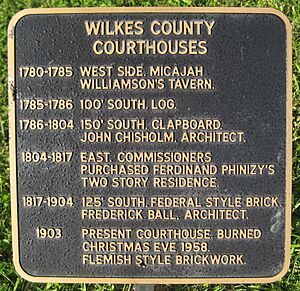 WILKES COUNTY
COURTHOUSES
1780-1785 WEST SIDE. MICAJAH
WILLIAMSON'S TAVERN.
1785-1786 100' SOUTH. LOG.
1786-1804 150' SOUTH. CLAPBOARD.
JOHN CHISHOLM, ARCHITECT.
1804-1817 EAST. COMMISSIONERS
PURCHASED FERDINAND PHINIZY'S
TWO STORY RESIDENCE.
1817-1904 125' SOUTH. FEDERAL STYLE BRICK.
FREDERICK BALL, ARCHITECT.
1903 PRESENT COURTHOUSE. BURNED
CHRISTMAS EVE 1958.
FLEMISH STYLE BRICKWORK.